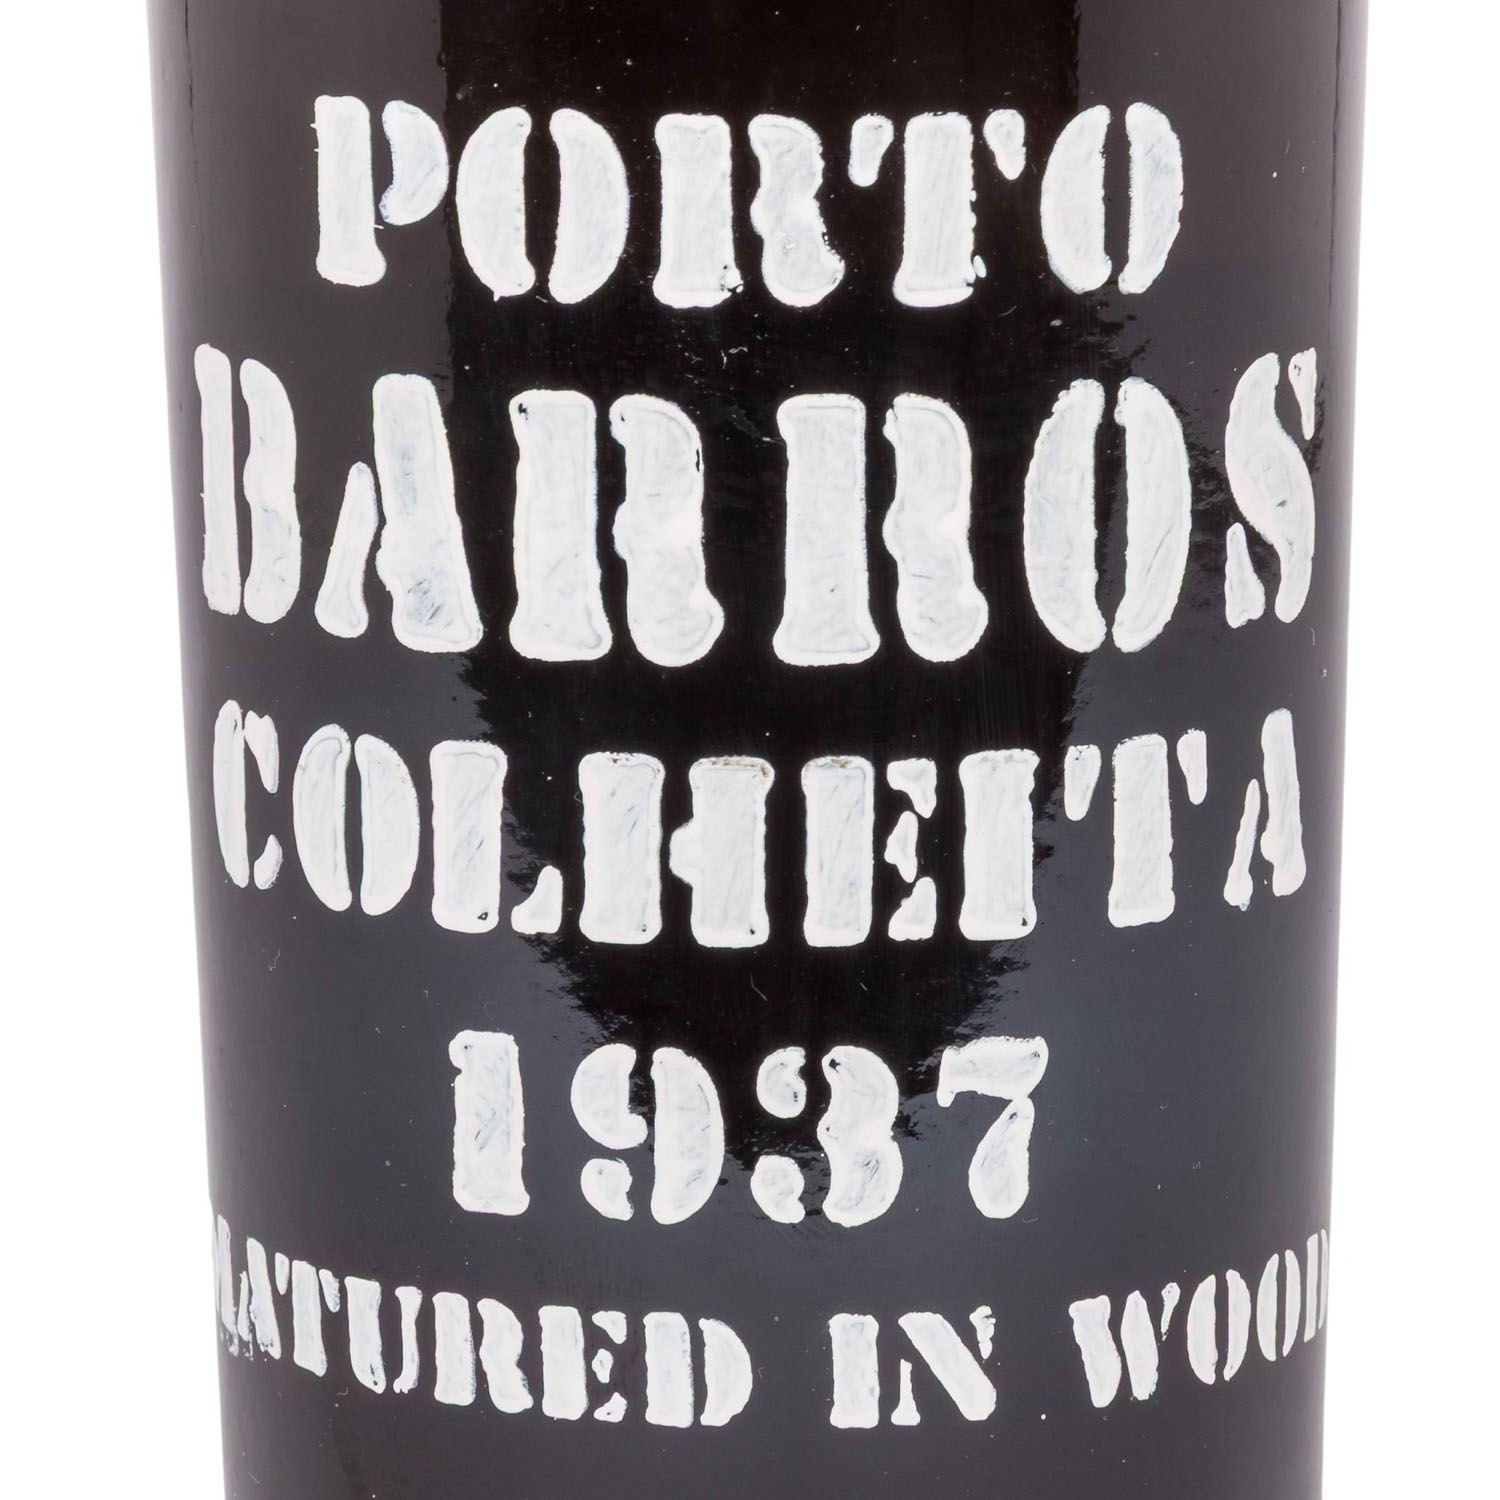 PORTO
BARROS
COLHEITA
1937
MATURED IN WOOD